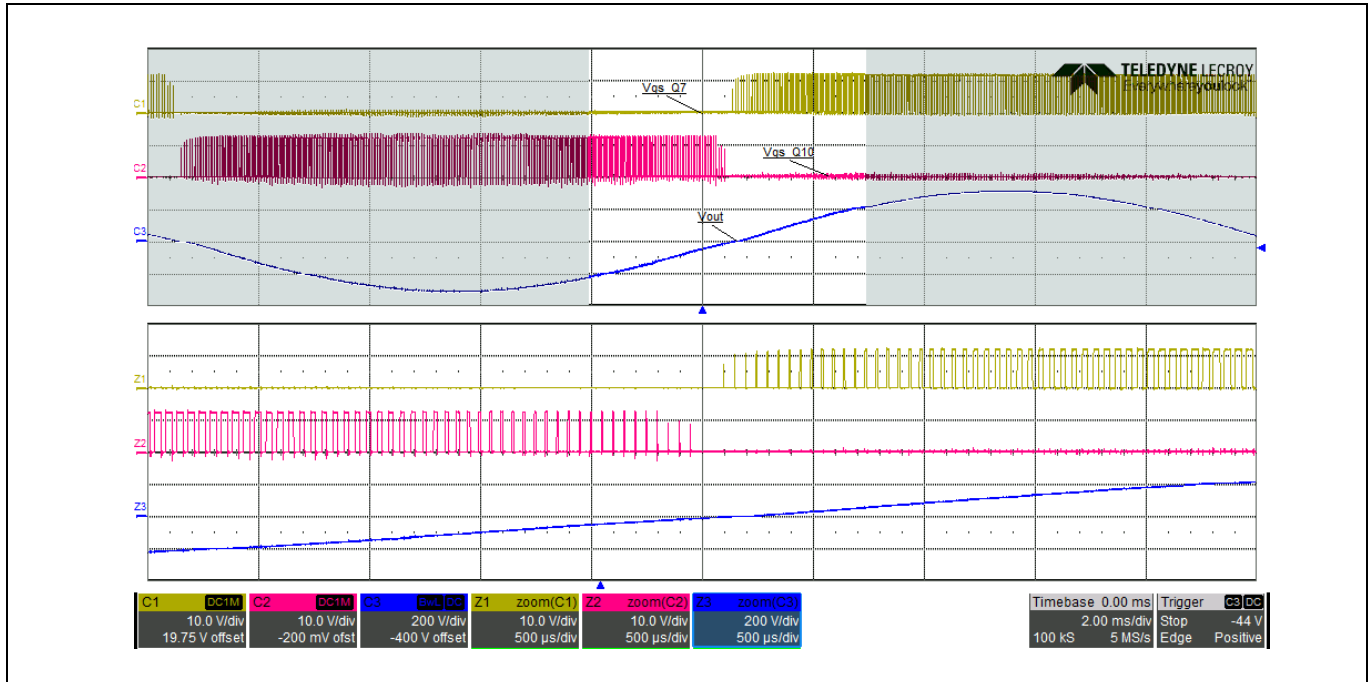 TELEDYNE LECROY
Everywhereyoulook
C1
Vgs_Q7
C2
Vgs_Q10
C3
Vout
Z1
Z2
Z3
C1 DC1M
10.0 V/div
19.75 V offset
C2 DC1M
10.0 V/div
-200 mV ofst
C3 BwL DC
200 V/div
-400 V offset
Z1 zoom(C1)
10.0 V/div
500 µs/div
Z2 zoom(C2)
10.0 V/div
500 µs/div
Z3 zoom(C3)
200 V/div
500 µs/div
Timebase 0.00 ms
2.00 ms/div
100 kS 5 MS/s
Trigger C3 DC
Stop -44 V
Edge Positive